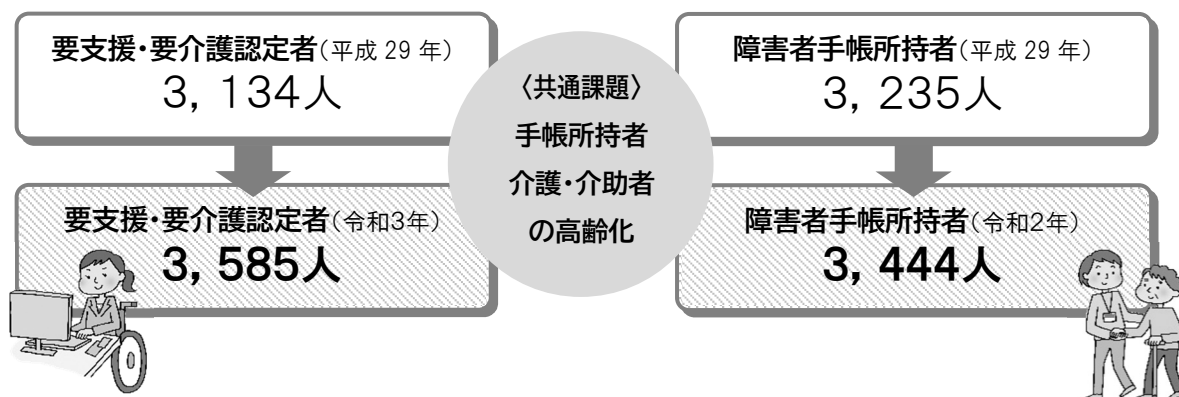 要支援・要介護認定者(平成 29 年)
3,134人
要支援・要介護認定者(令和3年)
3,585人
〈共通課題〉
手帳所持者
介護・介助者
の高齢化
障害者手帳所持者(平成 29 年)
3,235人
障害者手帳所持者(令和2年)
3,444人